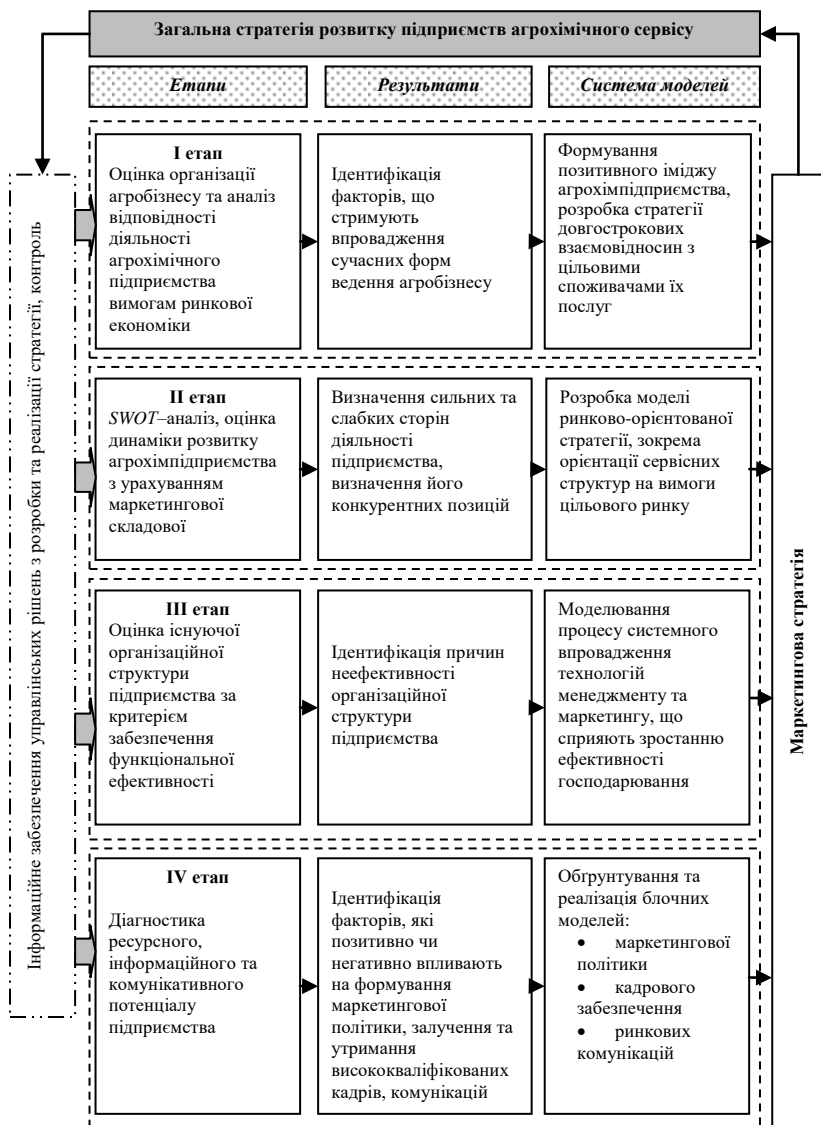 Загальна стратегія розвитку підприємств агрохімічного сервісу
Етапи
Результати
Система моделей
Інформаційне забезпечення управлінських рішень з розробки та реалізації стратегії, контроль
І етап
Оцінка організації
агробізнесу та аналіз
відповідності
діяльності
агрохімічного
підприємства
вимогам ринкової
економіки
Ідентифікація
факторів, що
стримують
впровадження
сучасних форм
ведення агробізнесу
Формування
позитивного іміджу
агрохімпідприємства,
розробка стратегії
довгострокових
взаємовідносин з
цільовими
споживачами їх
послуг
ІІ етап
SWOT–аналіз, оцінка
динаміки розвитку
агрохімпідприємства
з урахуванням
маркетингової
складової
Визначення сильних та
слабких сторін
діяльності
підприємства,
визначення його
конкурентних позицій
Розробка моделі
ринково-орієнтованої
стратегії, зокрема
орієнтації сервісних
структур на вимоги
цільового ринку
ІІІ етап
Оцінка існуючої
організаційної
структури
підприємства за
критерієм
забезпечення
функціональної
ефективності
Ідентифікація причин
неефективності
організаційної
структури
підприємства
Моделювання
процесу системного
впровадження
технологій
менеджменту та
маркетингу, що
сприяють зростанню
ефективності
господарювання
IV етап
Діагностика
ресурсного,
інформаційного та
комунікативного
потенціалу
підприємства
Ідентифікація
факторів, які
позитивно чи
негативно впливають
на формування
маркетингової
політики, залучення та
утримання
висококваліфікованих
кадрів, комунікацій
Обґрунтування та
реалізація блочних
моделей:
• маркетингової
політики
• кадрового
забезпечення
• ринкових
комунікацій
Маркетингова стратегія